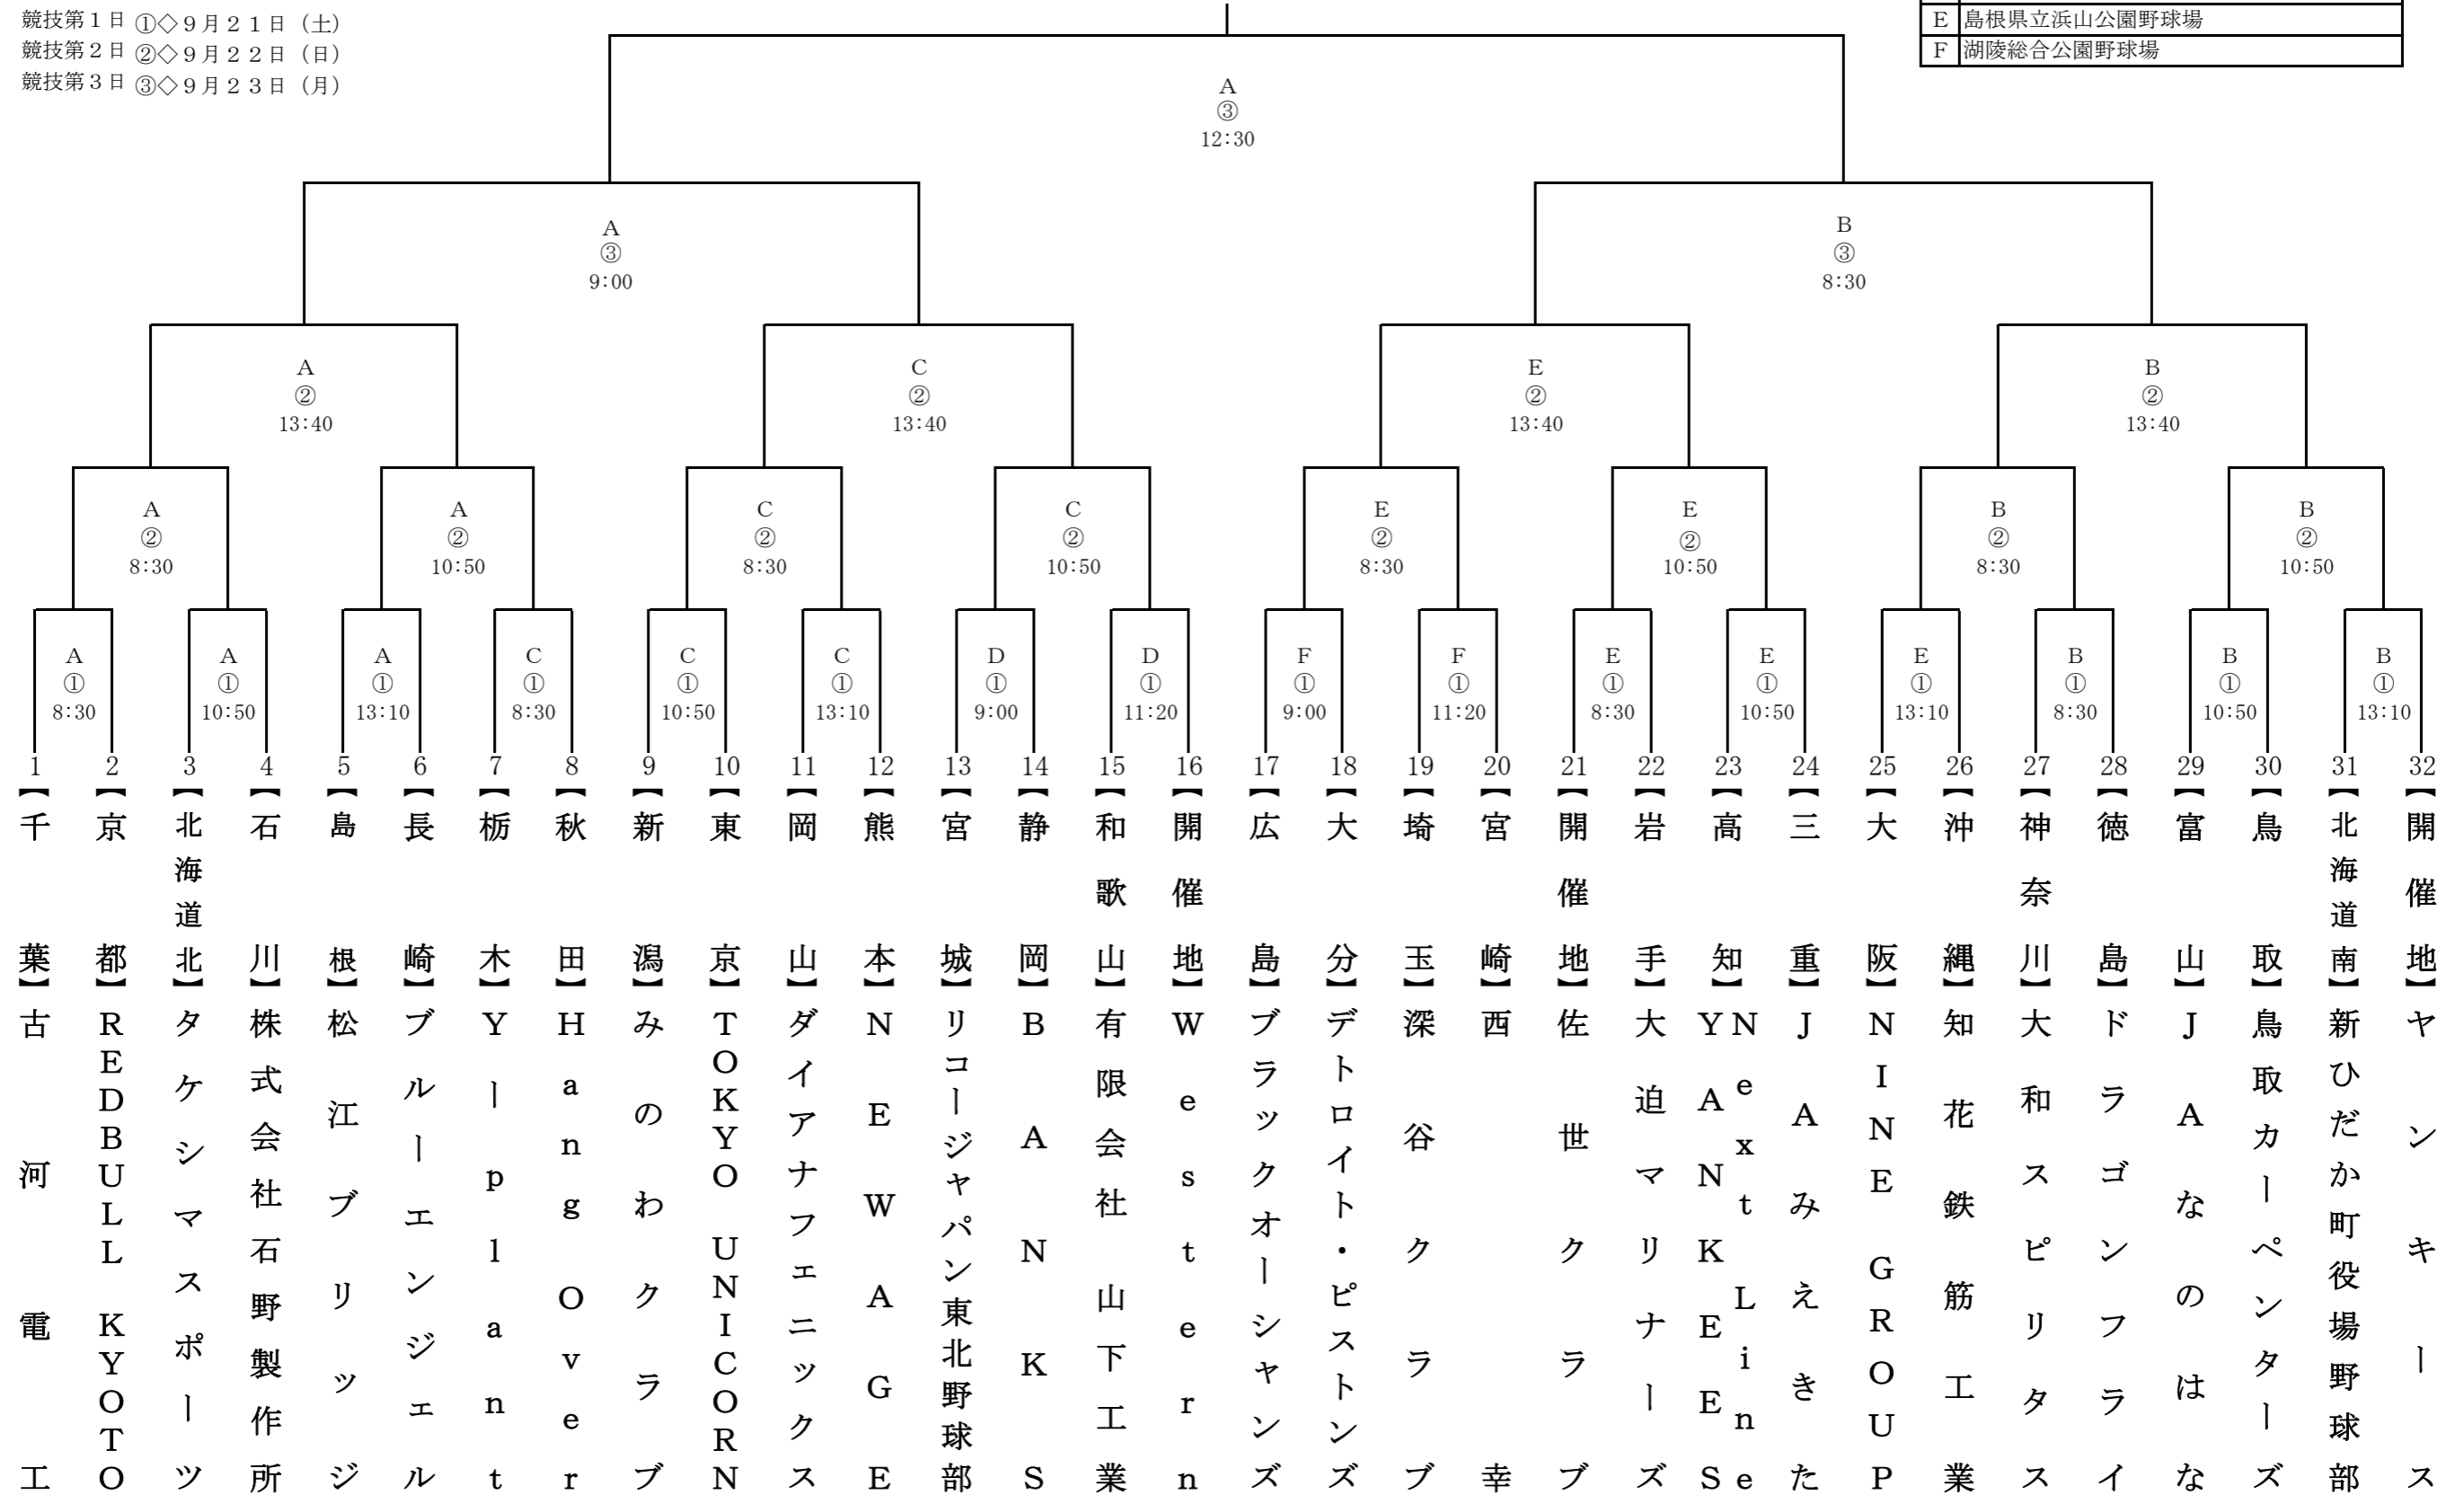 競技第1日 ①◇9月21日（土）
競技第2日 ②◇9月22日（日）
競技第3日 ③◇9月23日（月）
E 島根県立浜山公園野球場
F 湖陵総合公園野球場
A ③ 12:30
A ③ 9:00
B ③ 8:30
A ② 13:40
C ② 13:40
E ② 13:40
B ② 13:40
A ② 8:30
A ② 10:50
C ② 8:30
C ② 10:50
E ② 8:30
E ② 10:50
B ② 8:30
B ② 10:50
A ① 8:30
A ① 10:50
A ① 13:10
C ① 8:30
C ① 10:50
C ① 13:10
D ① 9:00
D ① 11:20
F ① 9:00
F ① 11:20
E ① 8:30
E ① 10:50
E ① 13:10
B ① 8:30
B ① 10:50
B ① 13:10
1 【千葉】 古河電工
2 【京都】 REDBULL KYOTO
3 【北海道北】 タケシマスポーツ
4 【石川】 株式会社石野製作所
5 【島根】 松江ブリッジ
6 【長崎】 ブルーエンジェル
7 【栃木】 Yーplant
8 【秋田】 Hang Over
9 【新潟】 みのわクラブ
10 【東京】 TOKYO UNICORN
11 【岡山】 ダイアナフェニックス
12 【熊本】 NEWAGE
13 【宮城】 リコージャパン東北野球部
14 【静岡】 BANKS
15 【和歌山】 有限会社 山下工業
16 【開催地】 Western
17 【広島】 ブラックオーシャンズ
18 【大分】 デトロイト・ピストンズ
19 【埼玉】 深谷クラブ
20 【宮崎】 西幸
21 【開催地】 佐世クラブ
22 【岩手】 大迫マリナーズ
23 【高知】 Next Line YANKEES
24 【三重】 JAみえきた
25 【大阪】 NINE GROUP
26 【沖縄】 知花鉄筋工業
27 【神奈川】 大和スピリタス
28 【徳島】 ドラゴンフライ
29 【富山】 JAなのはな
30 【鳥取】 鳥取カーペンターズ
31 【北海道南】 新ひだか町役場野球部
32 【開催地】 ヤンキース